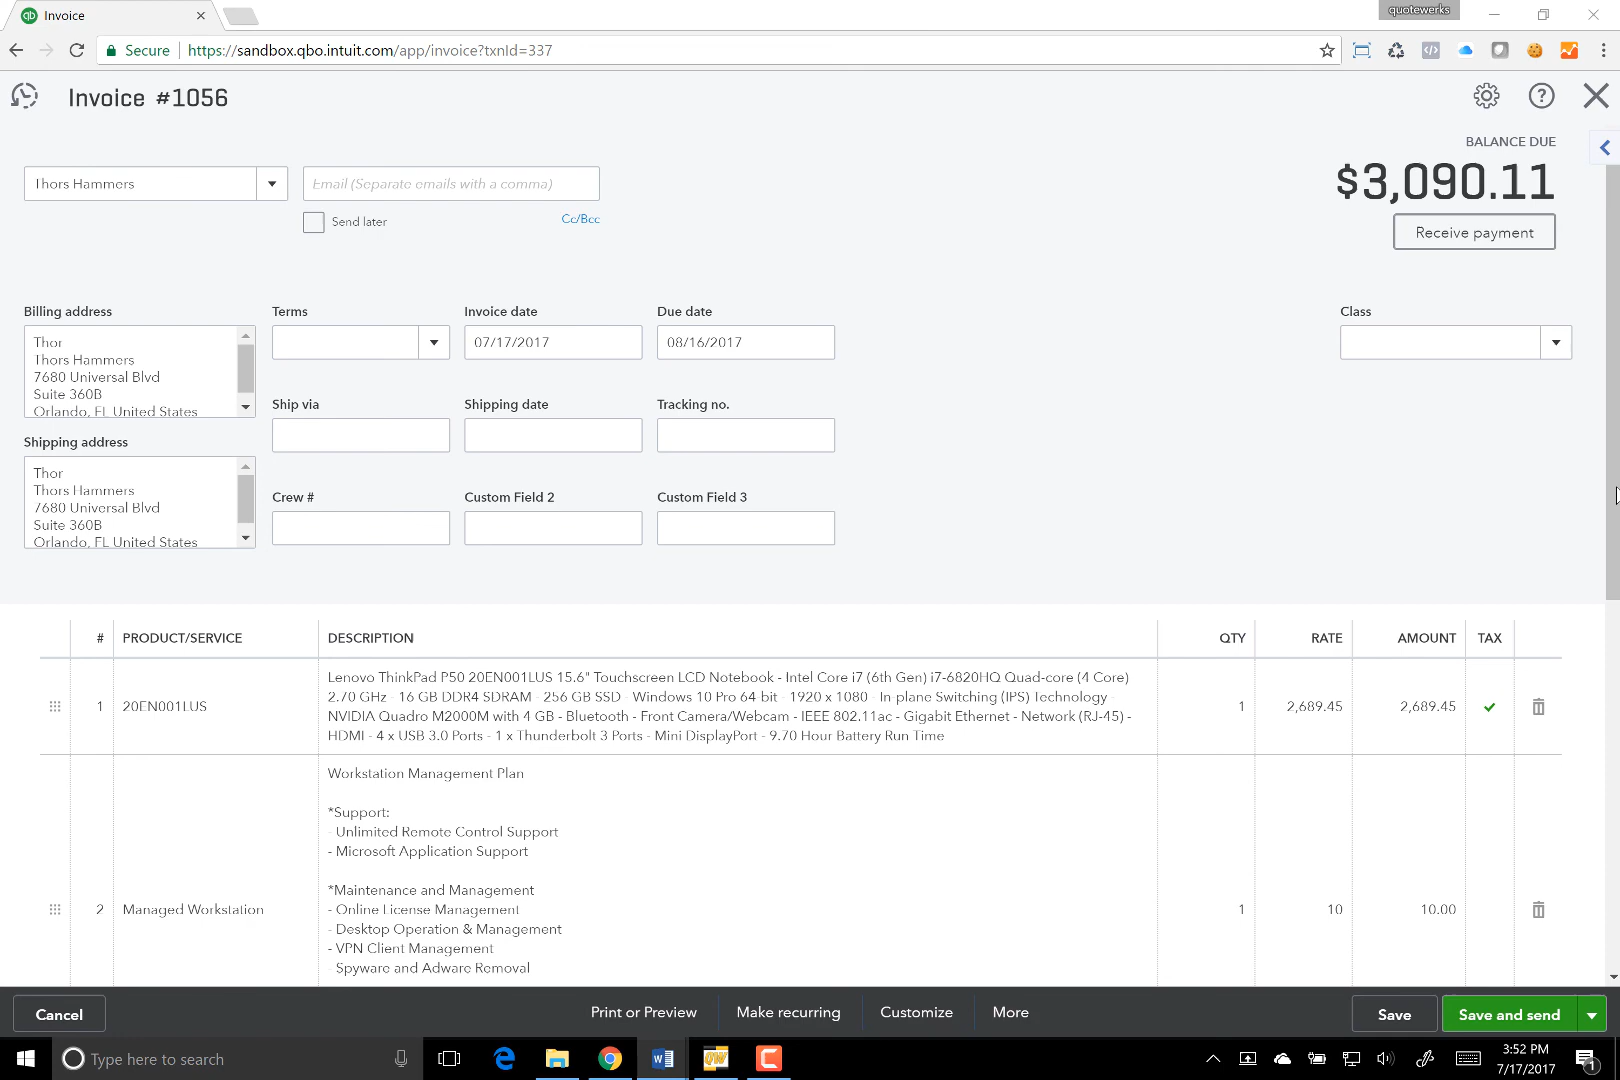 Invoice
quotewerks
Secure https://sandbox.qbo.intuit.com/app/invoice?txnId=337
Invoice #1056
BALANCE DUE
$3,090.11
Receive payment
Thors Hammers
Email (Separate emails with a comma)
Send later
Cc/Bcc
Billing address
Thor
Thors Hammers
7680 Universal Blvd
Suite 360B
Orlando, FL United States
Terms
Invoice date
07/17/2017
Due date
08/16/2017
Class
Ship via
Shipping date
Tracking no.
Shipping address
Thor
Thors Hammers
7680 Universal Blvd
Suite 360B
Orlando, FL United States
Crew #
Custom Field 2
Custom Field 3
# PRODUCT/SERVICE DESCRIPTION QTY RATE AMOUNT TAX
1 20EN001LUS
Lenovo ThinkPad P50 20EN001LUS 15.6" Touchscreen LCD Notebook - Intel Core i7 (6th Gen) i7-6820HQ Quad-core (4 Core)
2.70 GHz - 16 GB DDR4 SDRAM - 256 GB SSD - Windows 10 Pro 64 bit - 1920 x 1080 - In-plane Switching (IPS) Technology -
NVIDIA Quadro M2000M with 4 GB - Bluetooth - Front Camera/Webcam - IEEE 802.11ac - Gigabit Ethernet - Network (RJ-45) -
HDMI - 4 x USB 3.0 Ports - 1 x Thunderbolt 3 Ports - Mini DisplayPort - 9.70 Hour Battery Run Time
1 2,689.45 2,689.45
2 Managed Workstation
Workstation Management Plan
*Support:
- Unlimited Remote Control Support
- Microsoft Application Support
*Maintenance and Management
- Online License Management
- Desktop Operation & Management
- VPN Client Management
- Spyware and Adware Removal
1 10 10.00
Cancel
Print or Preview
Make recurring
Customize
More
Save
Save and send
Type here to search
3:52 PM
7/17/2017
1